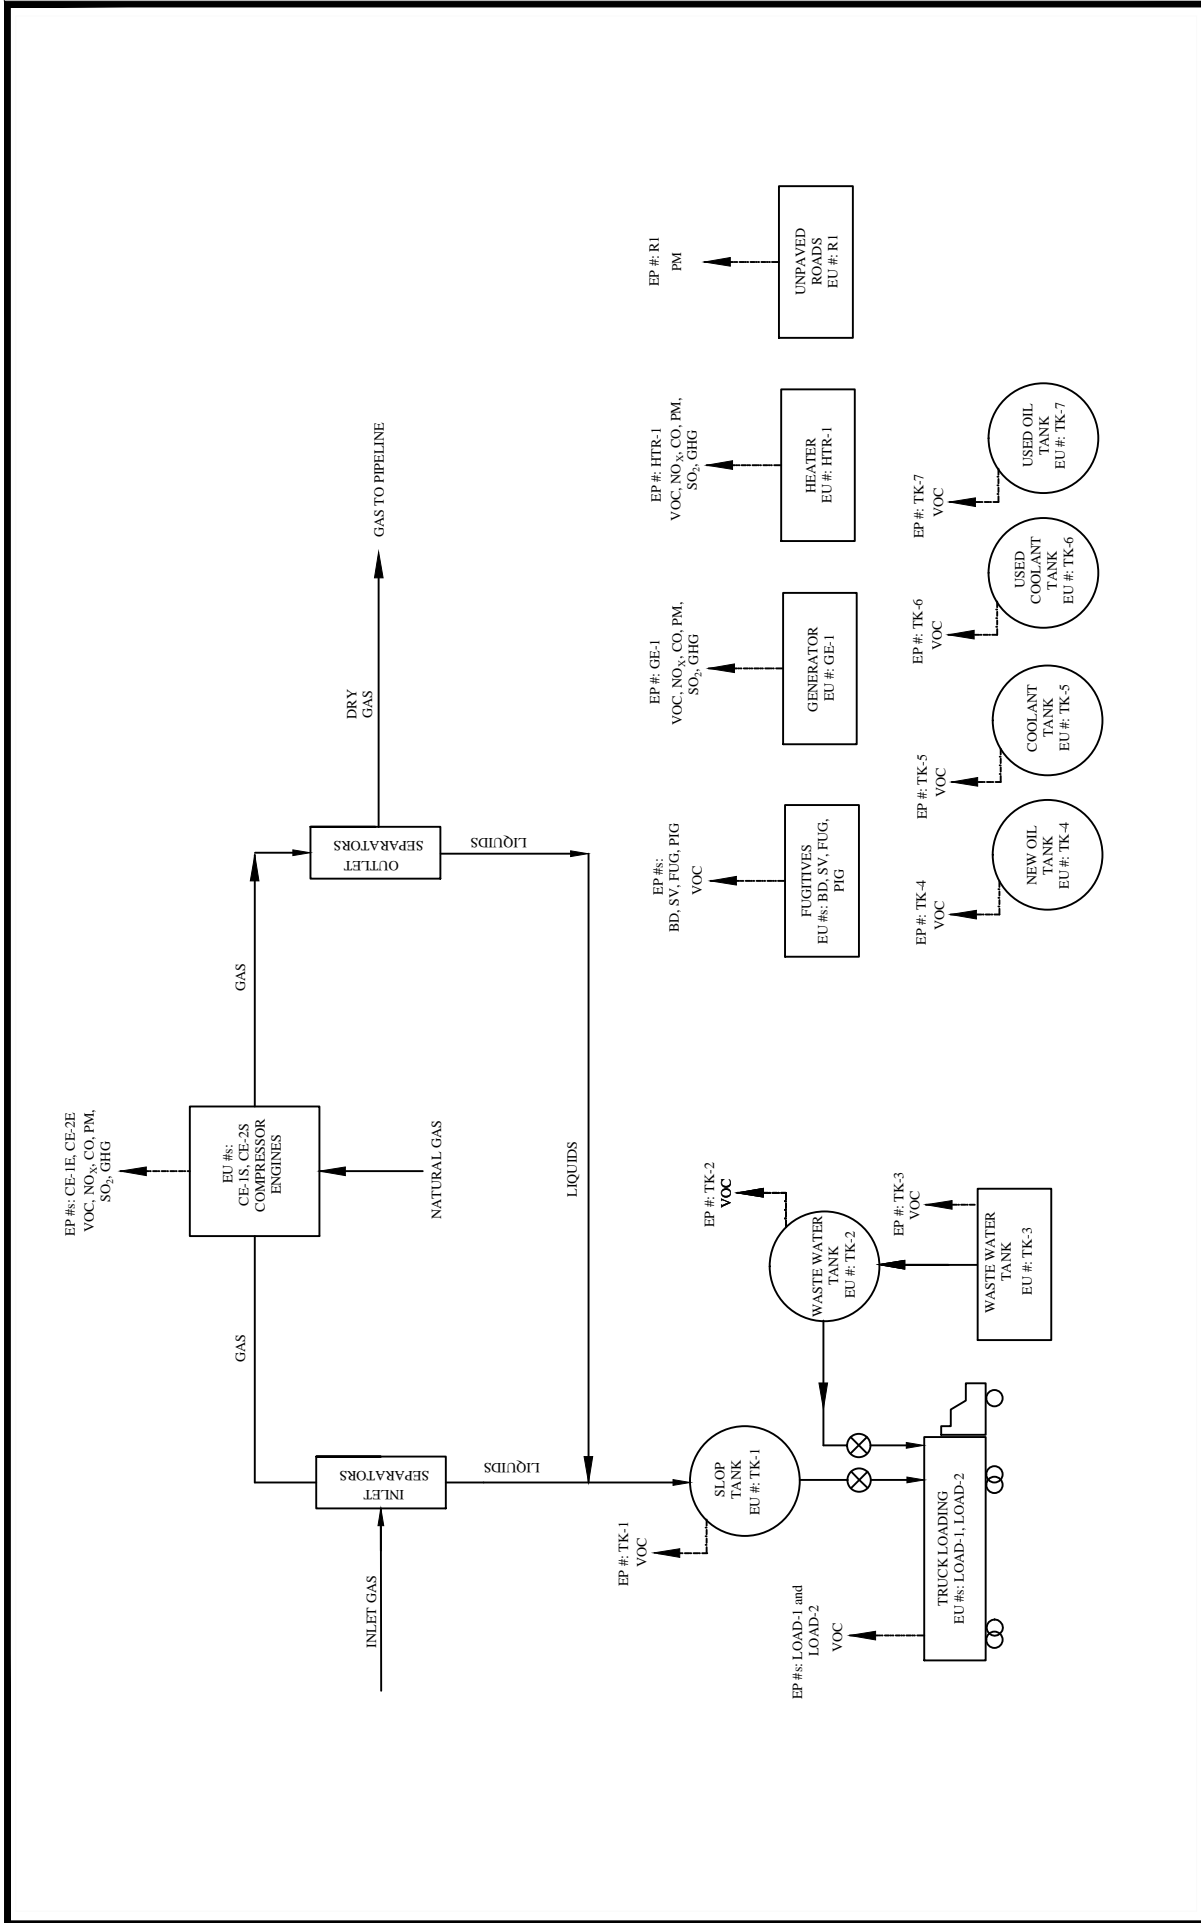 EP #s: CE-1E, CE-2E
VOC, NOX, CO, PM,
SO2, GHG
EU #s:
CE-1S, CE-2S
COMPRESSOR
ENGINES
NATURAL GAS
GAS
GAS
INLET GAS
INLET
SEPARATORS
LIQUIDS
OUTLET
SEPARATORS
LIQUIDS
DRY
GAS
GAS TO PIPELINE
LIQUIDS
EP #: TK-1
VOC
SLOP
TANK
EU #: TK-1
EP #: TK-2
VOC
WASTE WATER
TANK
EU #: TK-2
EP #: TK-3
VOC
WASTE WATER
TANK
EU #: TK-3
EP #s: LOAD-1 and
LOAD-2
VOC
TRUCK LOADING
EU #s: LOAD-1, LOAD-2
EP #s:
BD, SV, FUG, PIG
VOC
FUGITIVES
EU #s: BD, SV, FUG,
PIG
EP #: GE-1
VOC, NOX, CO, PM,
SO2, GHG
GENERATOR
EU #: GE-1
EP #: HTR-1
VOC, NOX, CO, PM,
SO2, GHG
HEATER
EU #: HTR-1
EP #: R1
PM
UNPAVED
ROADS
EU #: R1
EP #: TK-4
VOC
NEW OIL
TANK
EU #: TK-4
EP #: TK-5
VOC
COOLANT
TANK
EU #: TK-5
EP #: TK-6
VOC
USED
COOLANT
TANK
EU #: TK-6
EP #: TK-7
VOC
USED OIL
TANK
EU #: TK-7